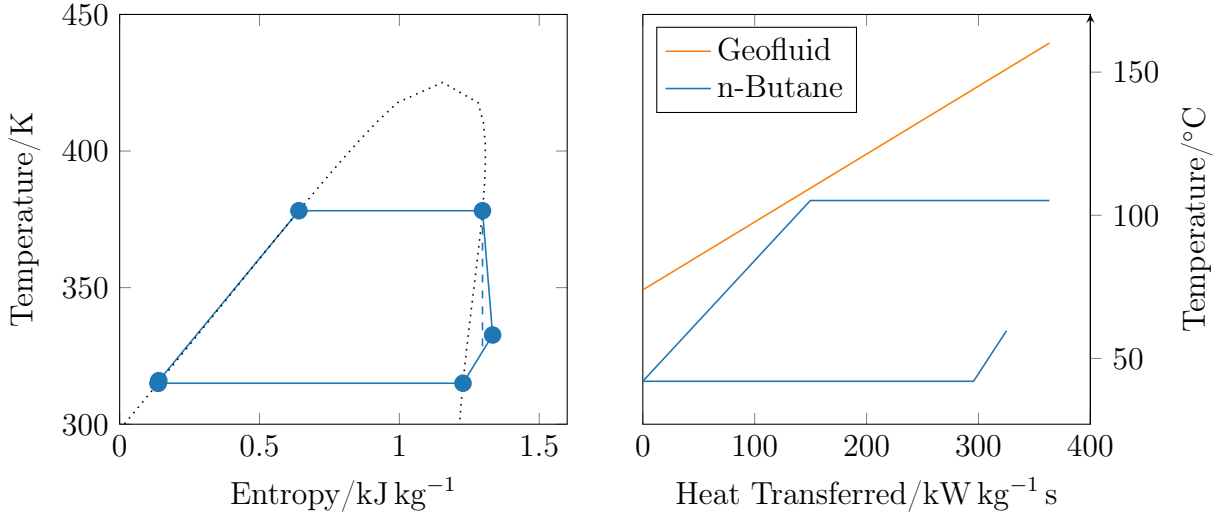 450
400
350
300
0
0.5
1
1.5
Temperature/K
Entropy/kJ kg⁻¹
Geofluid
n-Butane
150
100
50
0
100
200
300
400
Temperature/°C
Heat Transferred/kW kg⁻¹ s